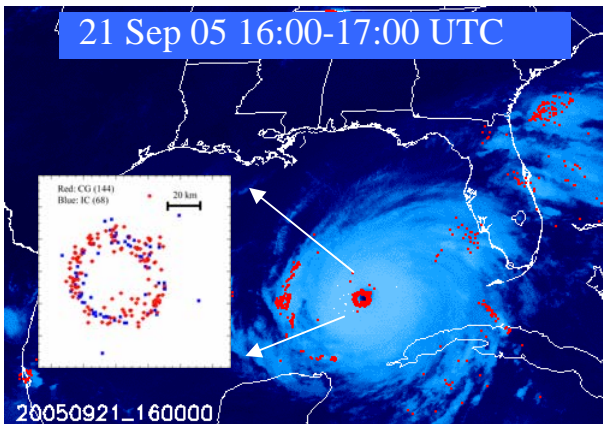 21 Sep 05 16:00-17:00 UTC
Red: CG (144)
Blue: IC (68)
20 km
20050921_160000